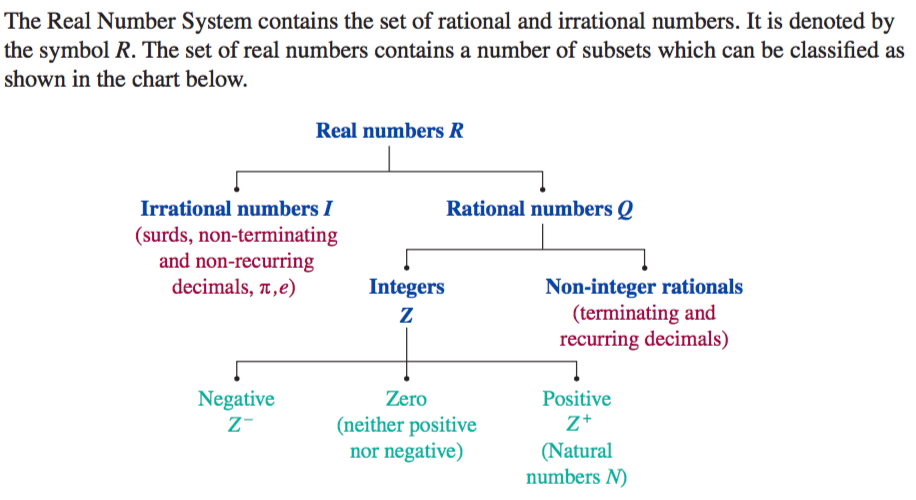 The Real Number System contains the set of rational and irrational numbers. It is denoted by
the symbol R. The set of real numbers contains a number of subsets which can be classified as
shown in the chart below.
Real numbers R
Irrational numbers I
(surds, non-terminating
and non-recurring
decimals, π,e)
Rational numbers Q
Integers
Z
Non-integer rationals
(terminating and
recurring decimals)
Negative
Z⁻
Zero
(neither positive
nor negative)
Positive
Z⁺
(Natural
numbers N)